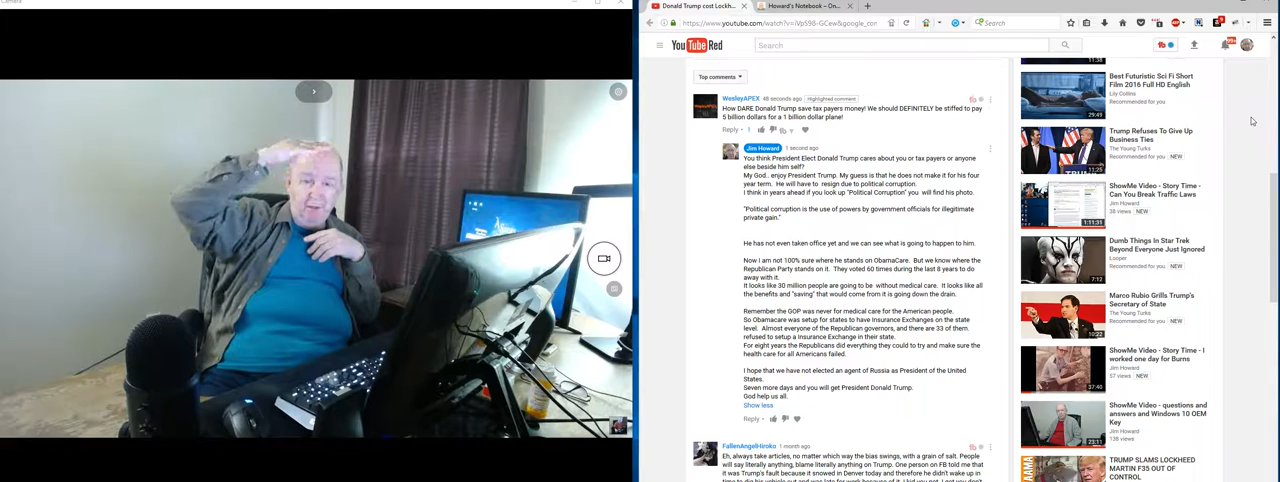 Camera
Donald Trump cost Lockh...
Howard's Notebook – On...
https://www.youtube.com/watch?v=iVpS98-GCew&google_con
Search
YouTube Red
Search
99+
Top comments
WesleyAPEX 48 seconds ago Highlighted comment
How DARE Donald Trump save tax payers money! We should DEFINITELY be stiffed to pay
5 billion dollars for a 1 billion dollar plane!
Reply · 1
Jim Howard 1 second ago
You think President Elect Donald Trump cares about you or tax payers or anyone
else beside him self?
My God.. enjoy President Trump. My guess is that he does not make it for his four
year term. He will have to resign due to political corruption.
I think in years ahead if you look up "Political Corruption" you will find his photo.
"Political corruption is the use of powers by government officials for illegitimate
private gain."
He has not even taken office yet and we can see what is going to happen to him.
Now I am not 100% sure where he stands on ObamaCare. But we know where the
Republican Party stands on it. They voted 60 times during the last 8 years to do
away with it.
It looks like 30 million people are going to be without medical care. It looks like all
the benefits and "saving" that would come from it is going down the drain.
Remember the GOP was never for medical care for the American people.
So Obamacare was setup for states to have Insurance Exchanges on the state
level. Almost everyone of the Republican governors, and there are 33 of them.
refused to setup a Insurance Exchange in their state.
For eight years the Republicans did everything they could to try and make sure the
health care for all Americans failed.
I hope that we have not elected an agent of Russia as President of the United
States.
Seven more days and you will get President Donald Trump.
God help us all.
Show less
Reply ·
FallenAngelHiroko 1 month ago
Eh, always take articles, no matter which way the bias swings, with a grain of salt. People
will say literally anything, blame literally anything on Trump. One person on FB told me that
it was Trump's fault because it snowed in Denver today and therefore he didn't wake up in
11:38
Best Futuristic Sci Fi Short
Film 2016 Full HD English
Lily Collins
Recommended for you
29:49
Trump Refuses To Give Up
Business Ties
The Young Turks
Recommended for you NEW
TRUMP
11:25
ShowMe Video - Story Time -
Can You Break Traffic Laws
Jim Howard
38 views NEW
1:11:31
Dumb Things In Star Trek
Beyond Everyone Just Ignored
Looper
Recommended for you NEW
7:12
Marco Rubio Grills Trump's
Secretary of State
The Young Turks
Recommended for you NEW
10:22
ShowMe Video - Story Time - I
worked one day for Burns
Jim Howard
57 views NEW
37:40
ShowMe Video - questions and
answers and Windows 10 OEM
Key
Jim Howard
138 views
23:11
TRUMP SLAMS LOCKHEED
MARTIN F35 OUT OF
CONTROL